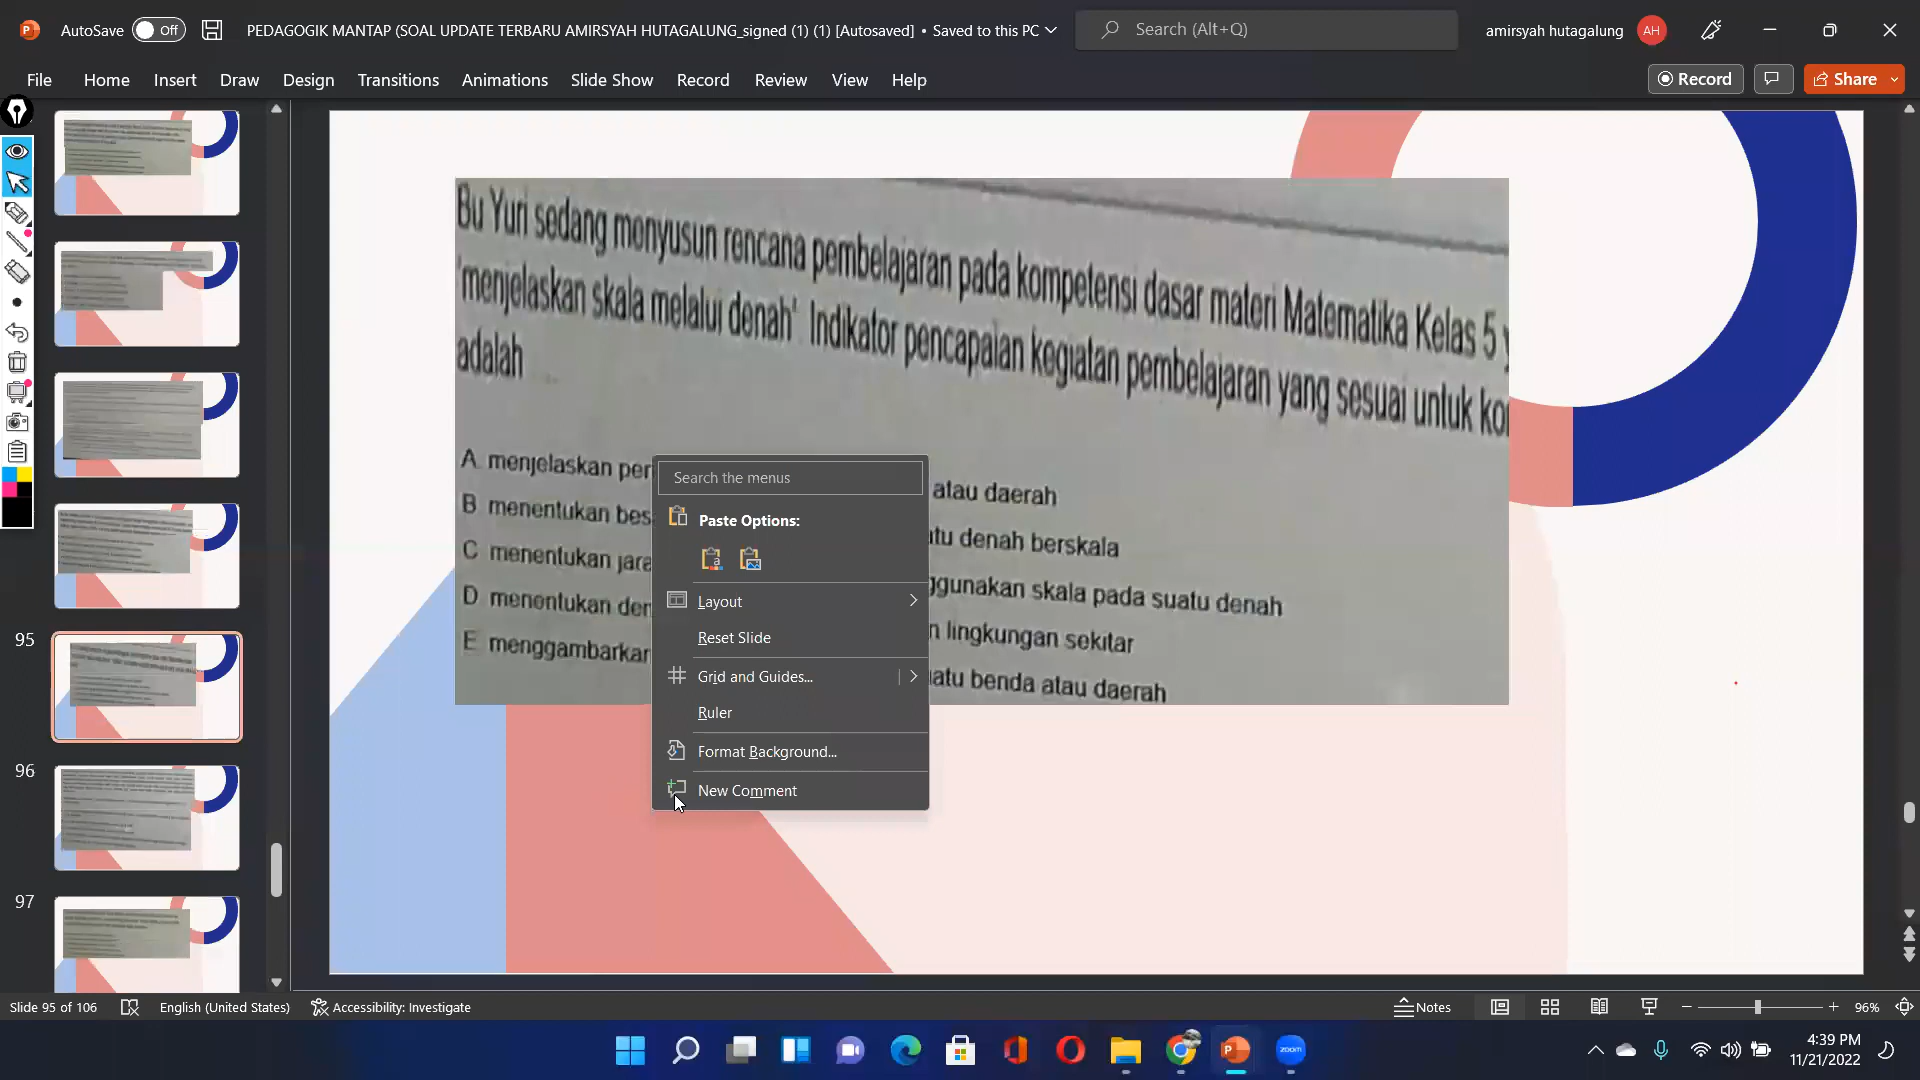 AutoSave Off PEDAGOGIK MANTAP (SOAL UPDATE TERBARU AMIRSYAH HUTAGALUNG_signed (1) (1) [Autosaved] • Saved to this PC Search (Alt+Q) amirsyah hutagalung AH
File Home Insert Draw Design Transitions Animations Slide Show Record Review View Help Record Share
Bu Yuri sedang menyusun rencana pembelajaran pada kompetensi dasar materi Matematika Kelas 5
'menjelaskan skala melalui denah'. Indikator pencapaian kegiatan pembelajaran yang sesuai untuk
adalah
A. menjelaskan atau daerah
B menentukan denah berskala
C menentukan skala pada suatu denah
D menentukan lingkungan sekitar
E benda atau daerah
Search the menus
Paste Options:
Layout
Reset Slide
Grid and Guides...
Ruler
Format Background...
New Comment
95
96
97
Slide 95 of 106 English (United States) Accessibility: Investigate Notes 96%
zoom
4:39 PM
11/21/2022